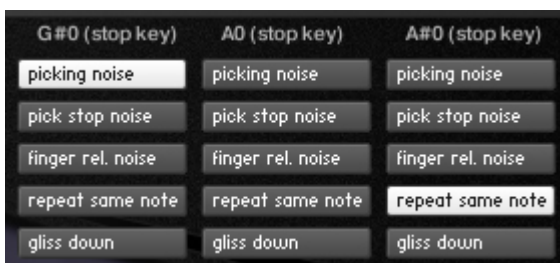 G#0 (stop key) A0 (stop key) A#0 (stop key)
picking noise picking noise picking noise
pick stop noise pick stop noise pick stop noise
finger rel. noise finger rel. noise finger rel. noise
repeat same note repeat same note repeat same note
gliss down gliss down gliss down